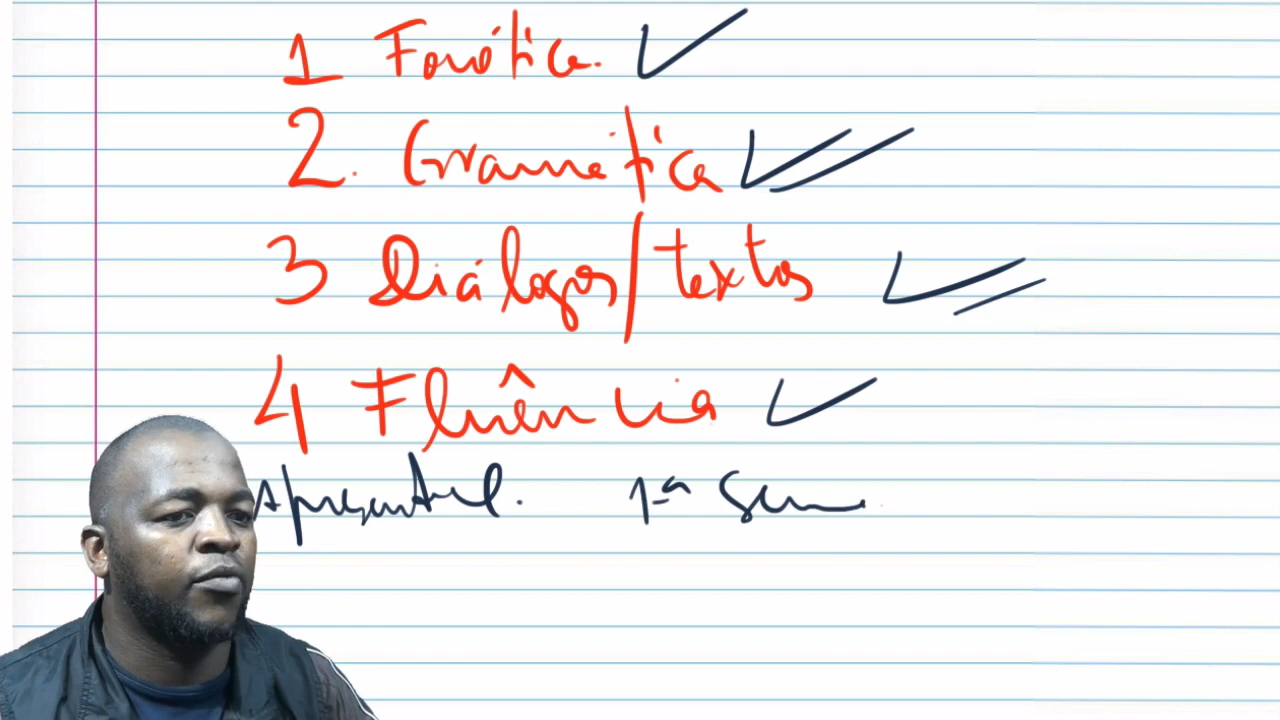 1 Fonética.
2. Gramática
3 Diálogos/textos
4 Fluência
1ª